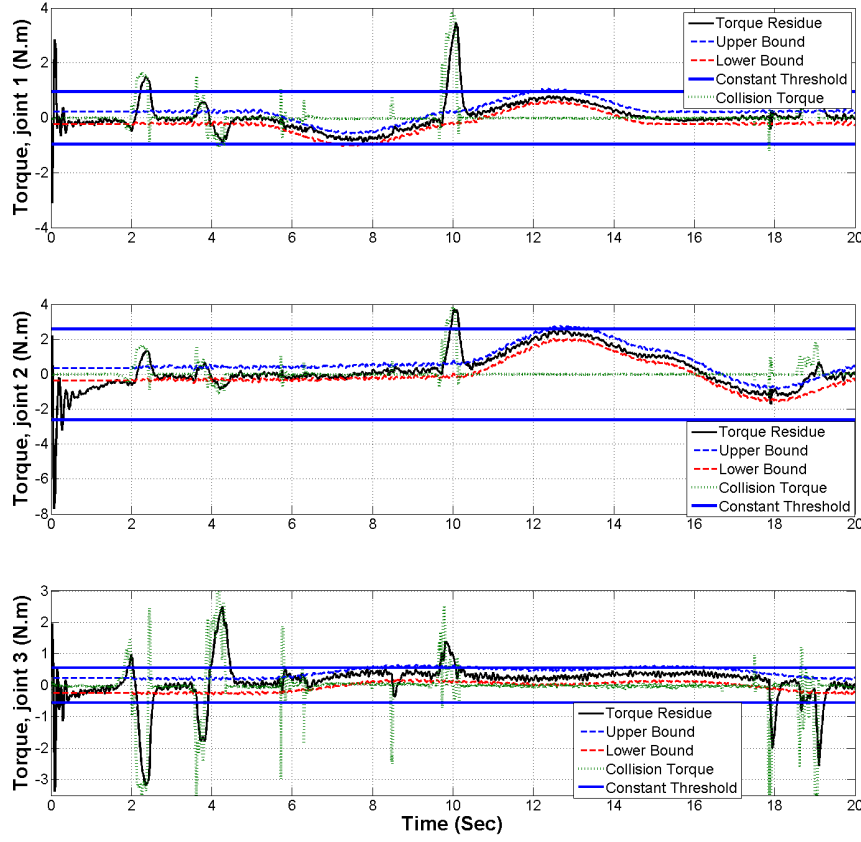 Torque, joint 1 (N.m)
4
2
0
-2
-4
0 2 4 6 8 10 12 14 16 18 20
Torque Residue
Upper Bound
Lower Bound
Constant Threshold
Collision Torque
Torque, joint 2 (N.m)
4
2
0
-2
-4
-6
-8
0 2 4 6 8 10 12 14 16 18 20
Torque Residue
Upper Bound
Lower Bound
Collision Torque
Constant Threshold
Torque, joint 3 (N.m)
3
2
1
0
-1
-2
-3
0 2 4 6 8 10 12 14 16 18 20
Torque Residue
Upper Bound
Lower Bound
Collision Torque
Constant Threshold
Time (Sec)